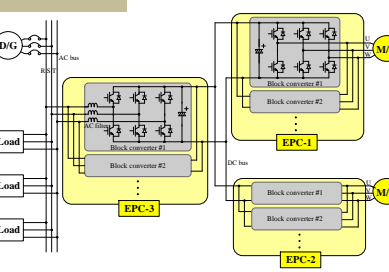 D/G
AC bus
R S T
Load
Load
Load
AC filter
Block converter #1
Block converter #2
EPC-3
DC bus
Block converter #1
Block converter #2
EPC-1
U
V
W
M/
Block converter #1
Block converter #2
EPC-2
U
V
W
M/